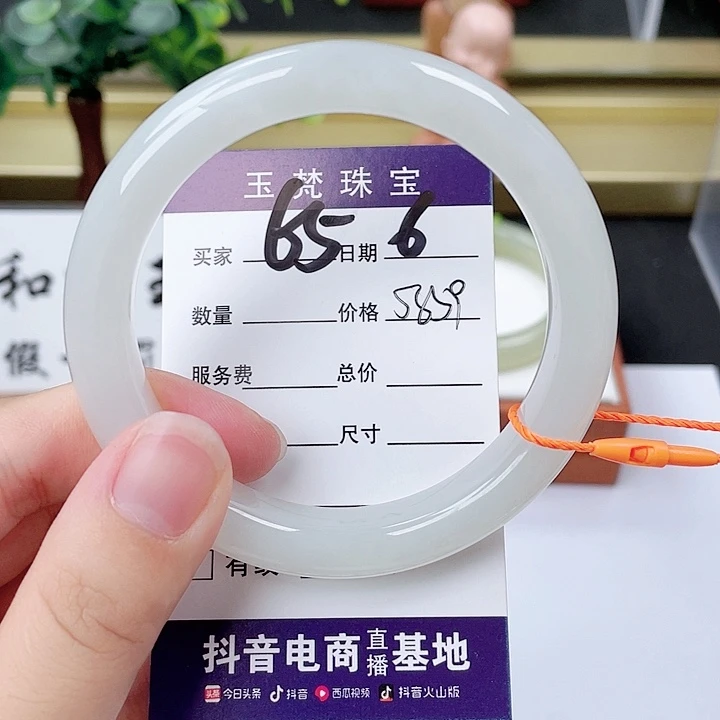 玉梵珠宝
买家 65 日期 6
数量 价格 5859
服务费 总价
尺寸
抖音电商直播基地
今日头条 抖音 西瓜视频 抖音火山版
和
假